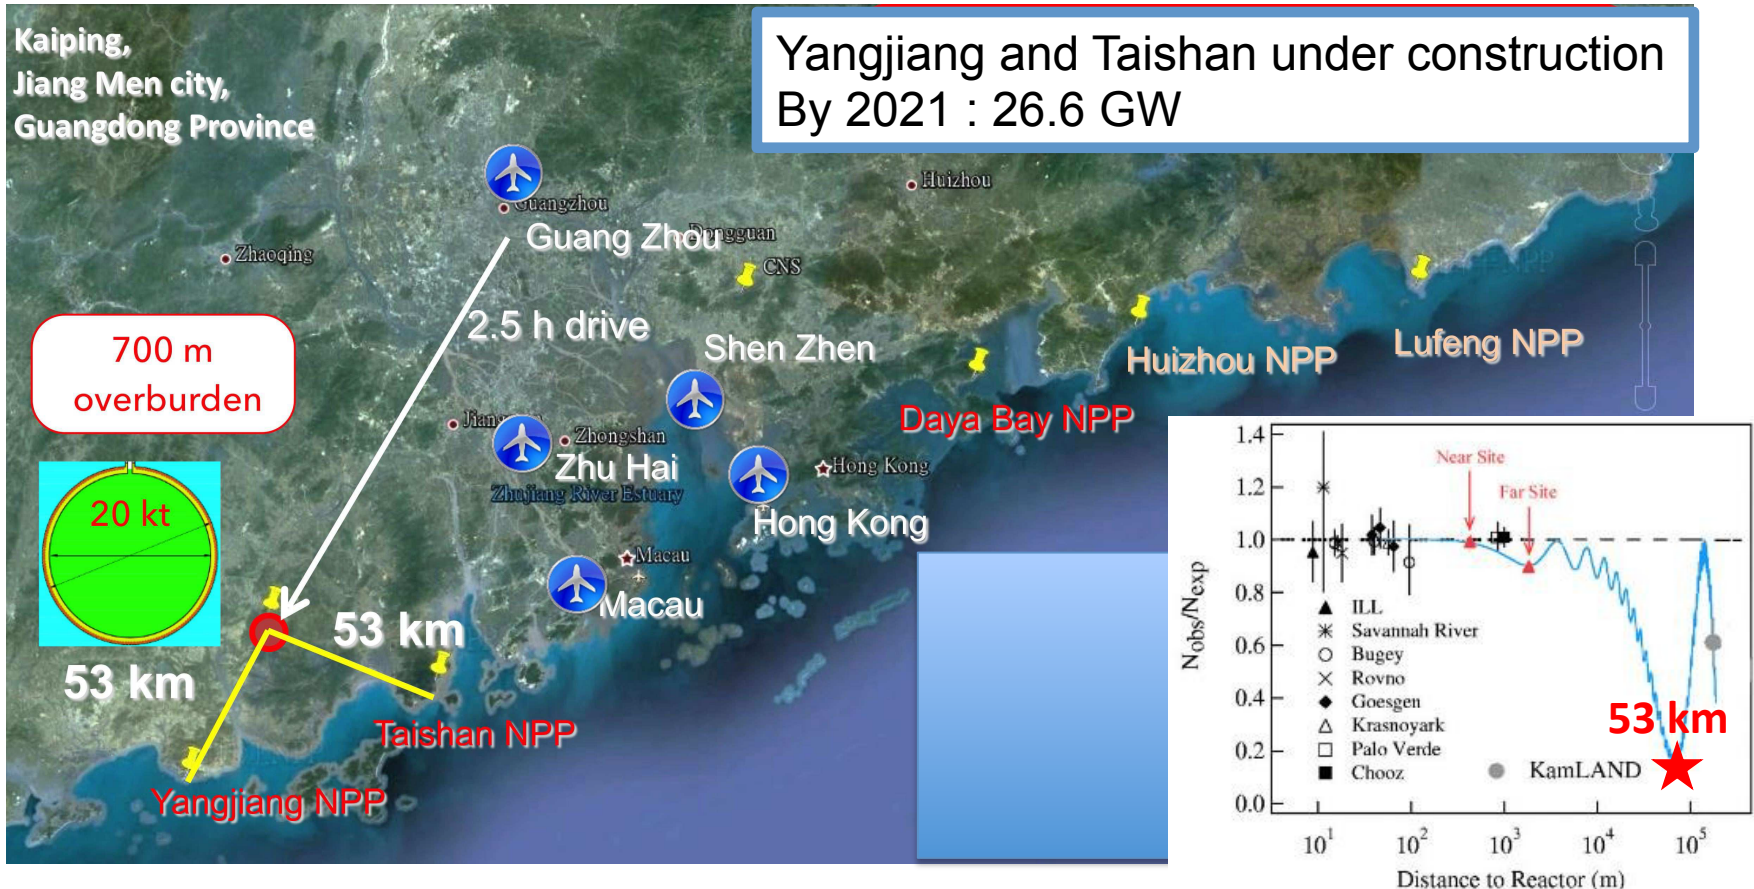 Kaiping,
Jiang Men city,
Guangdong Province
Yangjiang and Taishan under construction
By 2021 : 26.6 GW
Huizhou
Guangzhou
Guang Zhou
Dongguan
Zhaoqing
CNS
2.5 h drive
Shen Zhen
Huizhou NPP
Lufeng NPP
700 m
overburden
Daya Bay NPP
Jiang
Zhongshan
Zhu Hai
Hong Kong
Zhujiang River Estuary
Hong Kong
20 kt
Macau
Macau
53 km
53 km
Taishan NPP
Yangjiang NPP
1.4
1.2
1.0
0.8
0.6
0.4
0.2
0.0
Nobs/Nexp
Near Site
Far Site
ILL
Savannah River
Bugey
Rovno
Goesgen
Krasnoyark
Palo Verde
Chooz
KamLAND
53 km
10¹ 10² 10³ 10⁴ 10⁵
Distance to Reactor (m)